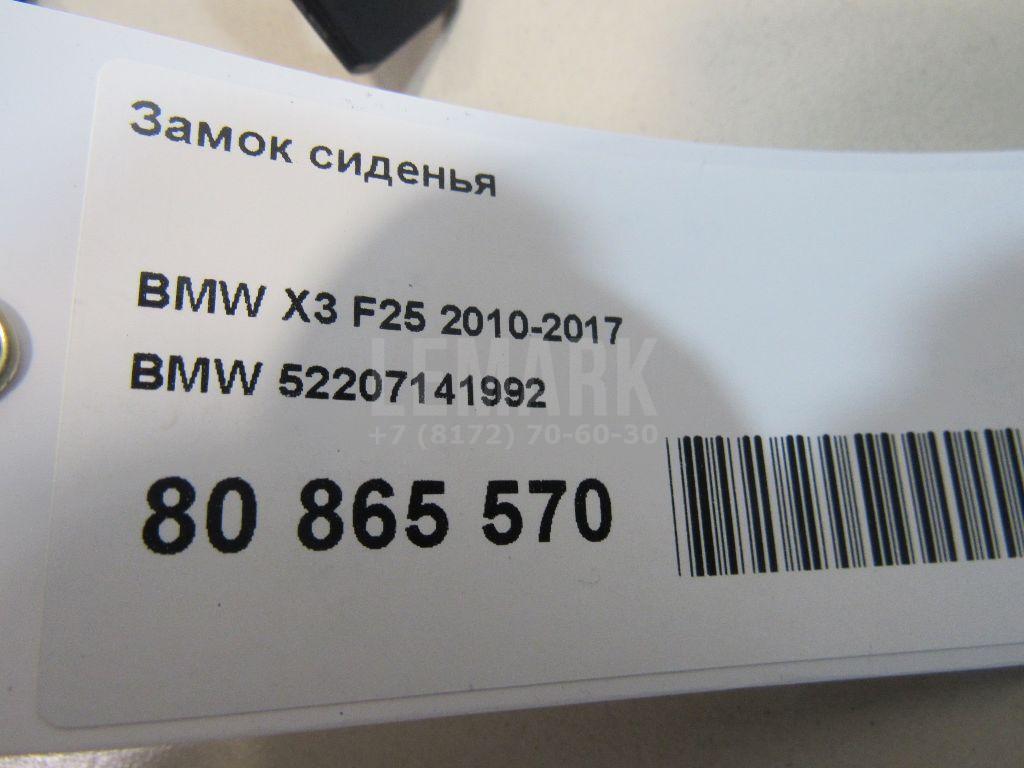 Замок сиденья
BMW X3 F25 2010-2017
BMW 52207141992
LEMARK
+7 (8172) 70-60-30
80 865 570